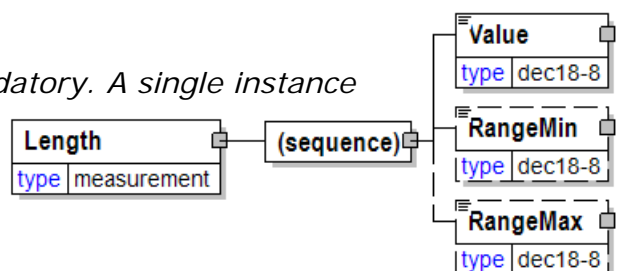 Value
type dec18-8
datory. A single instance
Length
type measurement
(sequence)
RangeMin
type dec18-8
RangeMax
type dec18-8